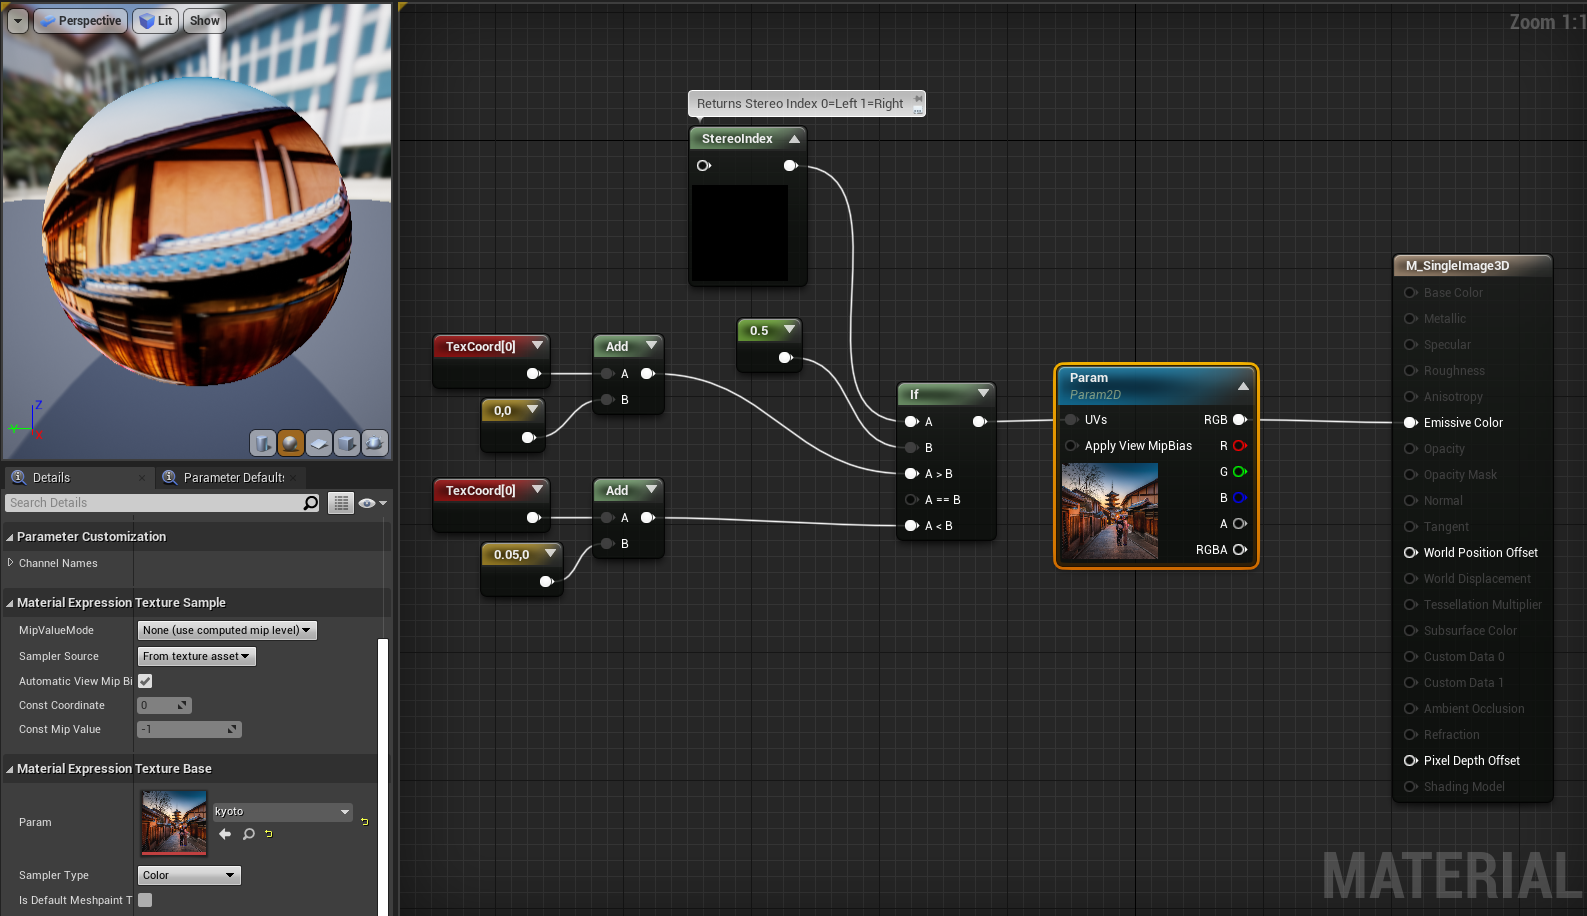 Perspective
Lit
Show
Zoom 1:1
Returns Stereo Index 0=Left 1=Right
StereoIndex
TexCoord[0]
Add
A
B
0,0
0.5
TexCoord[0]
Add
A
B
0.05,0
If
A
B
A > B
A == B
A < B
Param
Param2D
UVs
RGB
Apply View MipBias
R
G
B
A
RGBA
M_SingleImage3D
Base Color
Metallic
Specular
Roughness
Anisotropy
Emissive Color
Opacity
Opacity Mask
Normal
Tangent
World Position Offset
World Displacement
Tessellation Multiplier
Subsurface Color
Custom Data 0
Custom Data 1
Ambient Occlusion
Refraction
Pixel Depth Offset
Shading Model
MATERIAL
Z
Y
X
Details
Parameter Default
Search Details
Parameter Customization
Channel Names
Material Expression Texture Sample
MipValueMode
None (use computed mip level)
Sampler Source
From texture asset
Automatic View Mip Bi
Const Coordinate
0
Const Mip Value
-1
Material Expression Texture Base
Param
kyoto
Sampler Type
Color
Is Default Meshpaint T